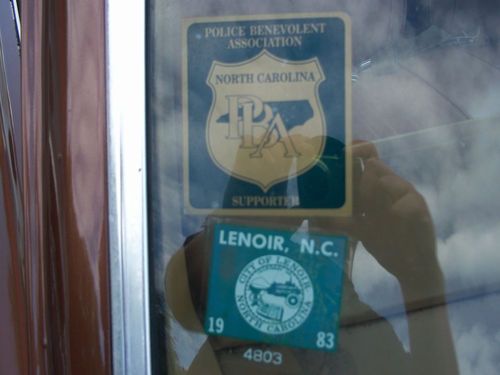 POLICE BENEVOLENT
ASSOCIATION
NORTH CAROLINA
PBA
SUPPORTER
LENOIR, N.C.
CITY OF LENOIR
NORTH CAROLINA
19 83
4803